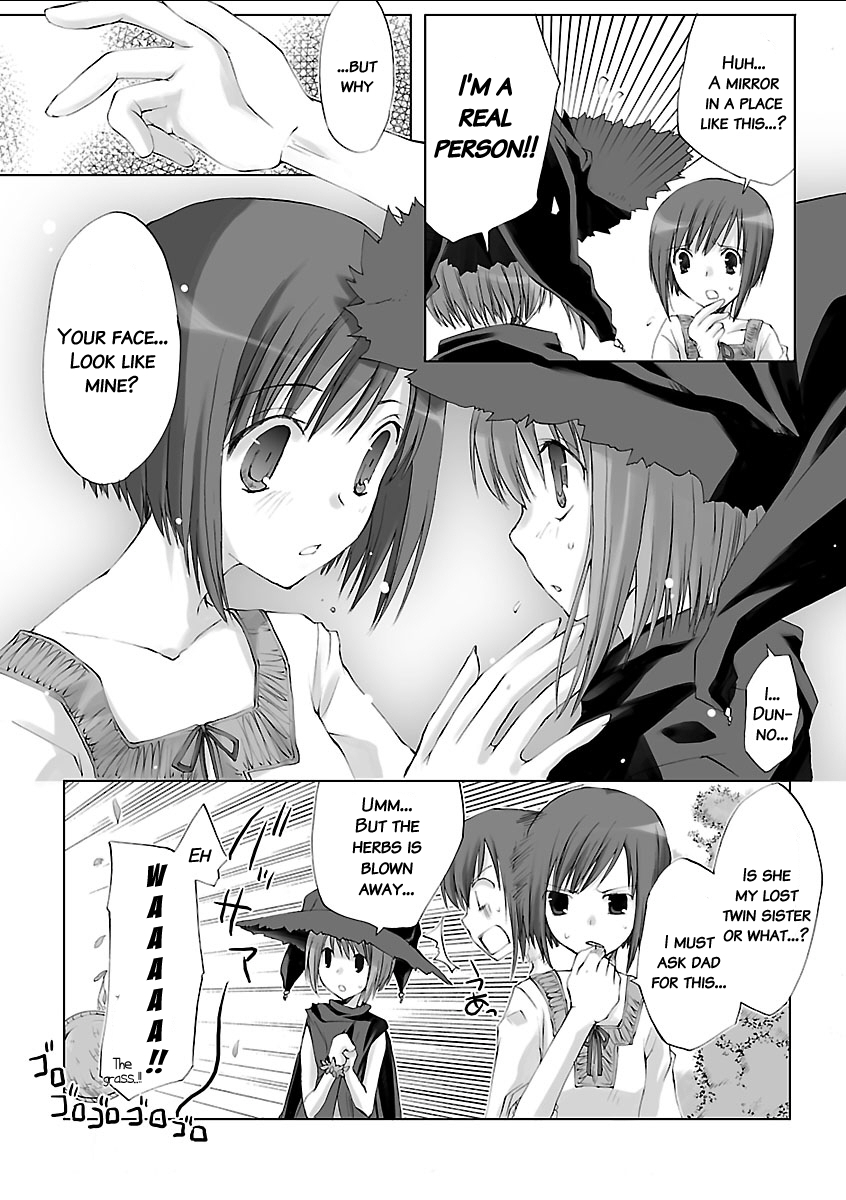 HUH...
A MIRROR
IN A PLACE
LIKE THIS...?
I'M A
REAL
PERSON!!
...BUT
WHY
YOUR FACE...
LOOK LIKE
MINE?
I...
DUN-
NO...
IS SHE
MY LOST
TWIN SISTER
OR WHAT...?
I MUST
ASK DAD
FOR THIS...
UMM...
BUT THE
HERBS IS
BLOWN
AWAY...
EH
WAAAAAA!!
The
grass..!!
ゴロ
ゴロ
ゴロ
ゴロ
ゴロ